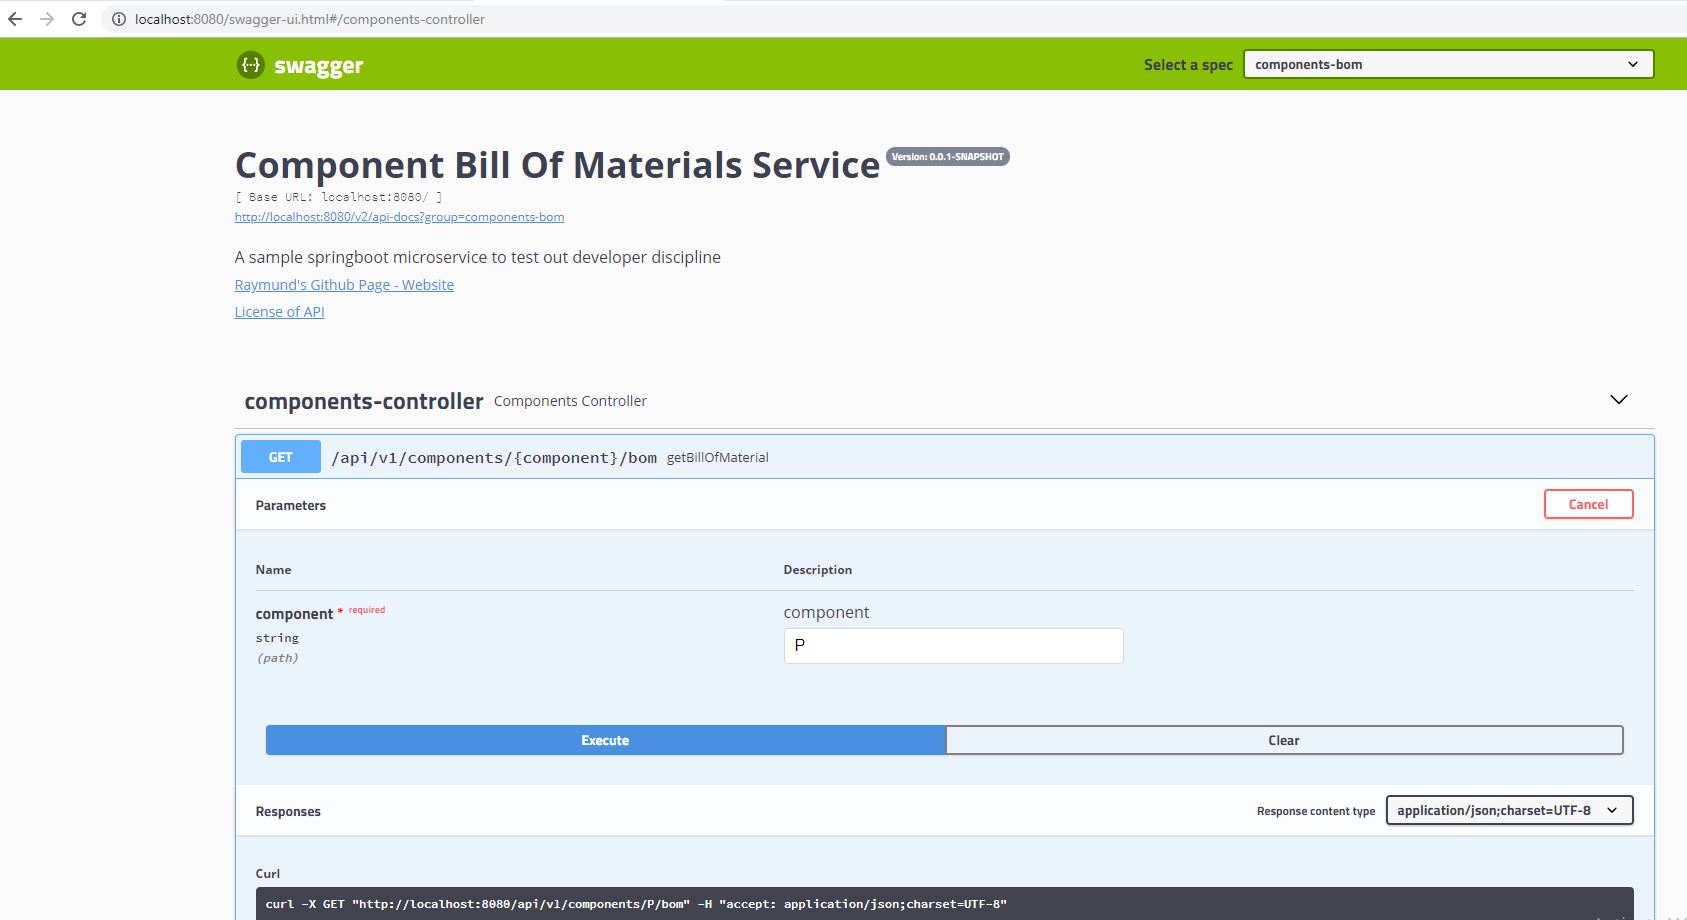 localhost:8080/swagger-ui.html#/components-controller
{··} swagger
Select a spec components-bom
Component Bill Of Materials Service Version: 0.0.1-SNAPSHOT
[ Base URL: localhost:8080/ ]
http://localhost:8080/v2/api-docs?group=components-bom
A sample springboot microservice to test out developer discipline
Raymund's Github Page - Website
License of API
components-controller Components Controller
GET /api/v1/components/{component}/bom getBillOfMaterial
Parameters Cancel
Name Description
component * required component
string P
(path)
Execute Clear
Responses Response content type application/json;charset=UTF-8
Curl
curl -X GET "http://localhost:8080/api/v1/components/P/bom" -H "accept: application/json;charset=UTF-8"